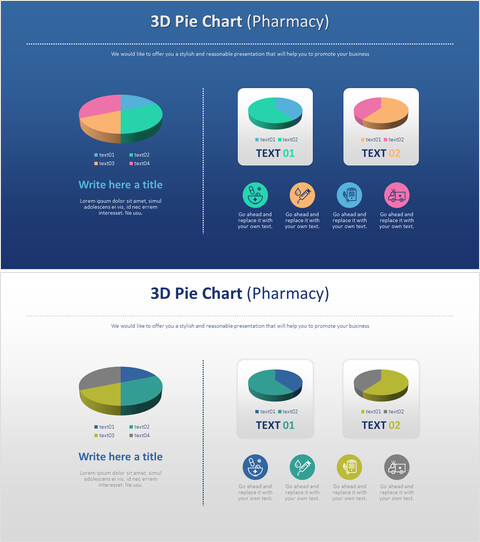 3D Pie Chart (Pharmacy)
We would like to offer you a stylish and reasonable presentation that will help you to promote your business
text01 text02
text03 text04
Write here a title
Lorem ipsum dolor sit amet, simul
adolescens ei vis, id nec errem
interesset. Ne usu.
text01 text02
TEXT 01
text01 text02
TEXT 02
Go ahead and
replace it with
your own text.
Go ahead and
replace it with
your own text.
Go ahead and
replace it with
your own text.
Go ahead and
replace it with
your own text.
3D Pie Chart (Pharmacy)
We would like to offer you a stylish and reasonable presentation that will help you to promote your business
text01 text02
text03 text04
Write here a title
Lorem ipsum dolor sit amet, simul
adolescens ei vis, id nec errem
interesset. Ne usu.
text01 text02
TEXT 01
text01 text02
TEXT 02
Go ahead and
replace it with
your own text.
Go ahead and
replace it with
your own text.
Go ahead and
replace it with
your own text.
Go ahead and
replace it with
your own text.